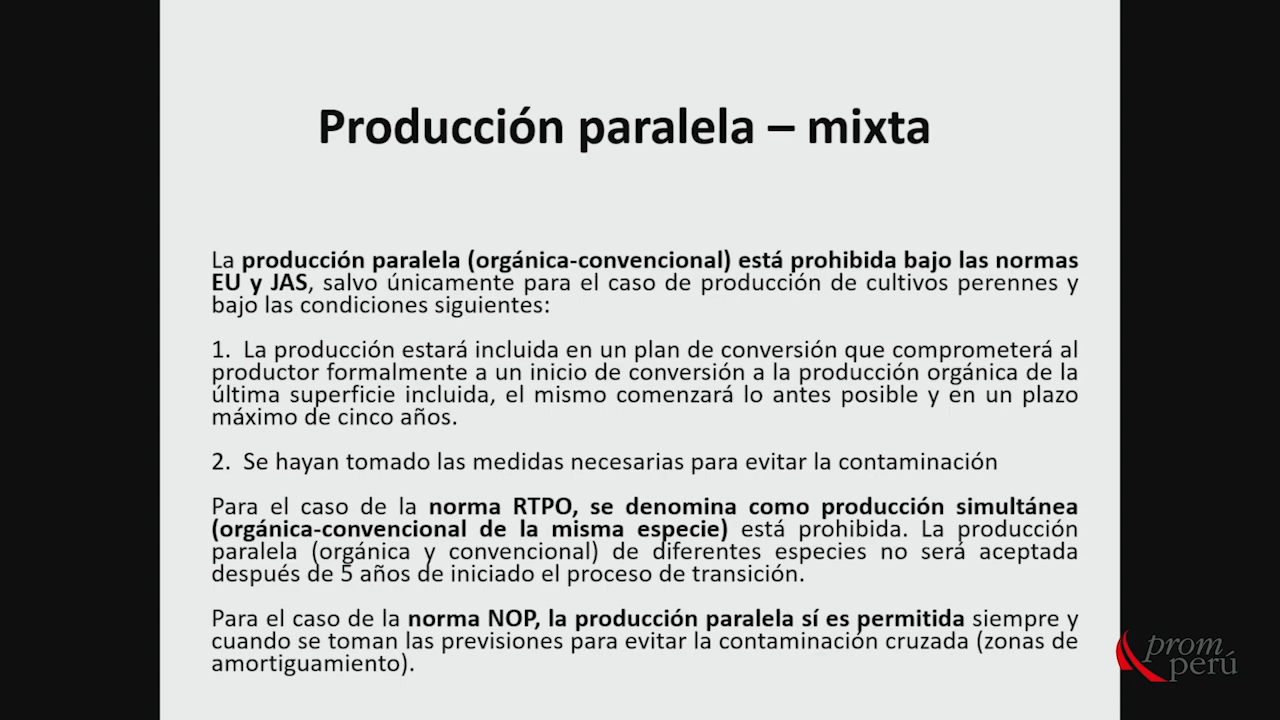 Producción paralela – mixta
La producción paralela (orgánica-convencional) está prohibida bajo las normas
EU y JAS, salvo únicamente para el caso de producción de cultivos perennes y
bajo las condiciones siguientes:
1. La producción estará incluida en un plan de conversión que comprometerá al
productor formalmente a un inicio de conversión a la producción orgánica de la
última superficie incluida, el mismo comenzará lo antes posible y en un plazo
máximo de cinco años.
2. Se hayan tomado las medidas necesarias para evitar la contaminación
Para el caso de la norma RTPO, se denomina como producción simultánea
(orgánica-convencional de la misma especie) está prohibida. La producción
paralela (orgánica y convencional) de diferentes especies no será aceptada
después de 5 años de iniciado el proceso de transición.
Para el caso de la norma NOP, la producción paralela sí es permitida siempre y
cuando se toman las previsiones para evitar la contaminación cruzada (zonas de
amortiguamiento).
prom
perú